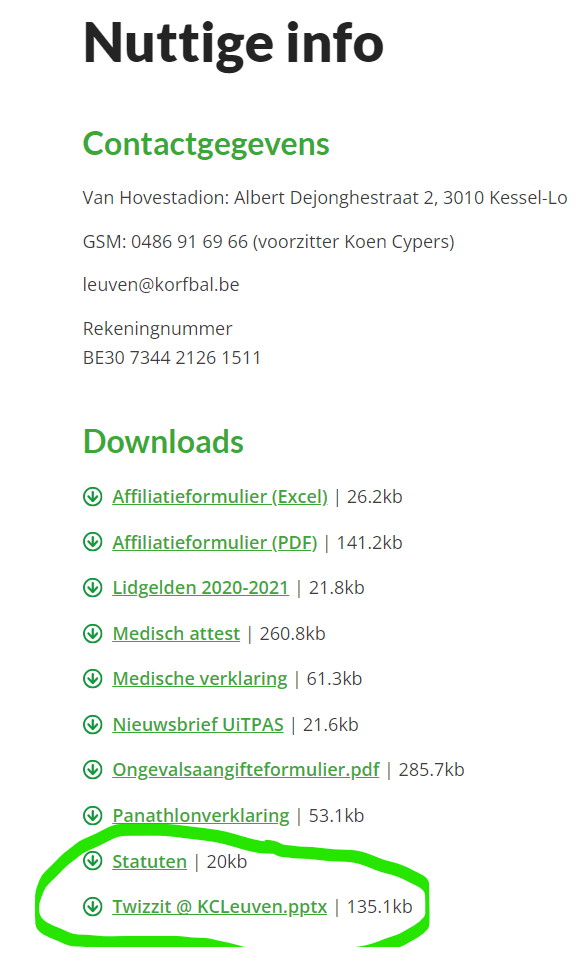 Nuttige info
Contactgegevens
Van Hovestadion: Albert Dejonghestraat 2, 3010 Kessel-Lo
GSM: 0486 91 69 66 (voorzitter Koen Cypers)
leuven@korfbal.be
Rekeningnummer
BE30 7344 2126 1511
Downloads
Affiliatieformulier (Excel) | 26.2kb
Affiliatieformulier (PDF) | 141.2kb
Lidgelden 2020-2021 | 21.8kb
Medisch attest | 260.8kb
Medische verklaring | 61.3kb
Nieuwsbrief UiTPAS | 21.6kb
Ongevalsaangifteformulier.pdf | 285.7kb
Panathlonverklaring | 53.1kb
Statuten | 20kb
Twizzit @ KCLeuven.pptx | 135.1kb